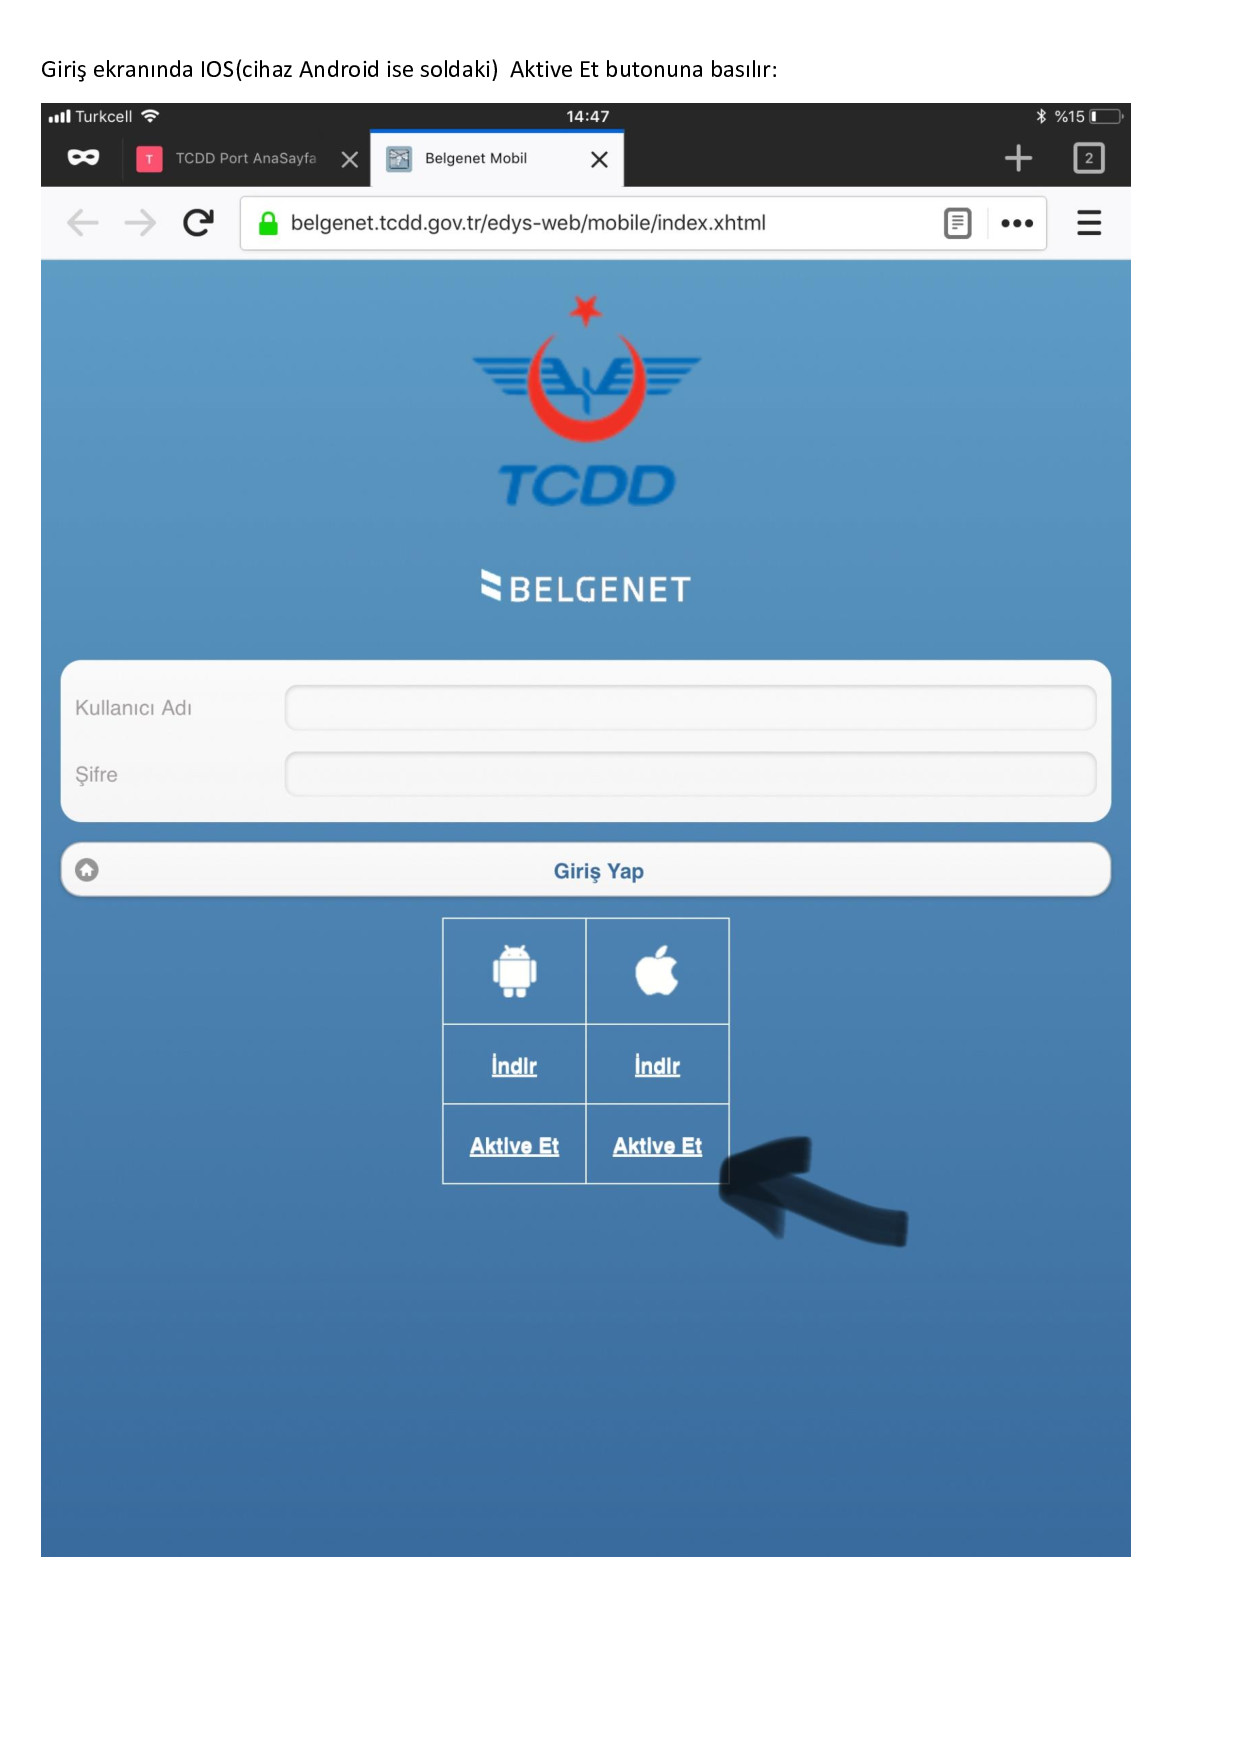 Giriş ekranında IOS(cihaz Android ise soldaki) Aktive Et butonuna basılır:
Turkcell 14:47 %15
T TCDD Port AnaSayfa Belgenet Mobil 2
belgenet.tcdd.gov.tr/edys-web/mobile/index.xhtml
TCDD
BELGENET
Kullanıcı Adı
Şifre
Giriş Yap
İndir İndir
Aktive Et Aktive Et